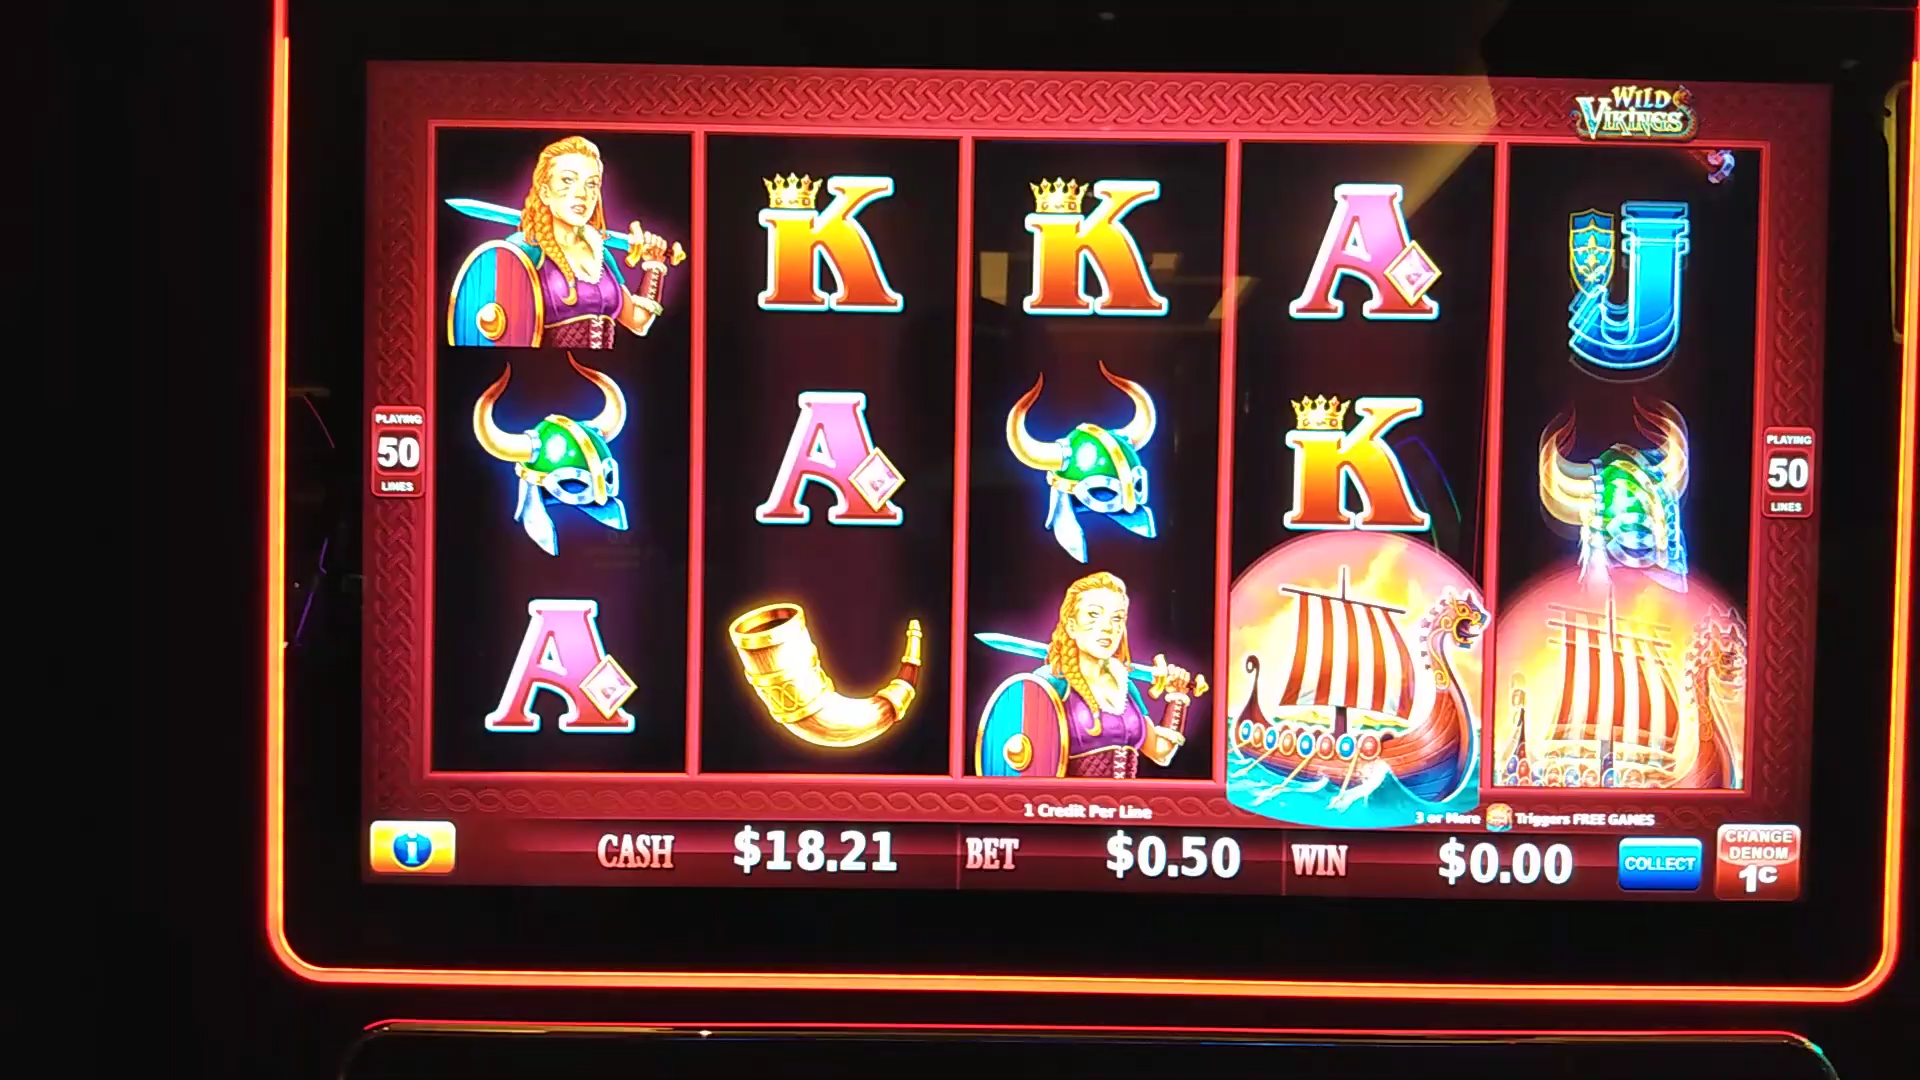 WILD
VIKINGS
K
K
A
J
PLAYING
50
LINES
A
K
PLAYING
50
LINES
A
1 Credit Per Line
3 or More Triggers FREE GAMES
i
CASH $18.21 BET $0.50 WIN $0.00
COLLECT
CHANGE
DENOM
1¢